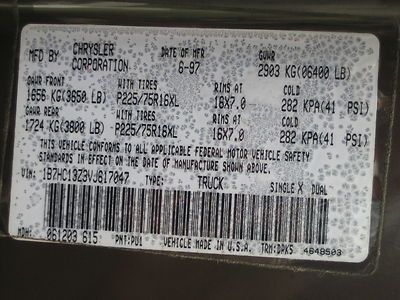 MFD BY CHRYSLER CORPORATION DATE OF MFR 6-97 GVWR 2903 KG(06400 LB)
GAWR FRONT WITH TIRES RIMS AT COLD
1656 KG(3650 LB) P225/75R16XL 16X7.0 282 KPA(41 PSI)
GAWR REAR WITH TIRES RIMS AT COLD
1724 KG(3800 LB) P225/75R16XL 16X7.0 282 KPA(41 PSI)
THIS VEHICLE CONFORMS TO ALL APPLICABLE FEDERAL MOTOR VEHICLE SAFETY
STANDARDS IN EFFECT ON THE DATE OF MANUFACTURE SHOWN ABOVE.
VIN: 1B7HC13Z3VJ617047 TYPE: TRUCK SINGLE X DUAL
MDH: 061203 615 PNT:PU1 VEHICLE MADE IN U.S.A. TRM:DPK5 4648503